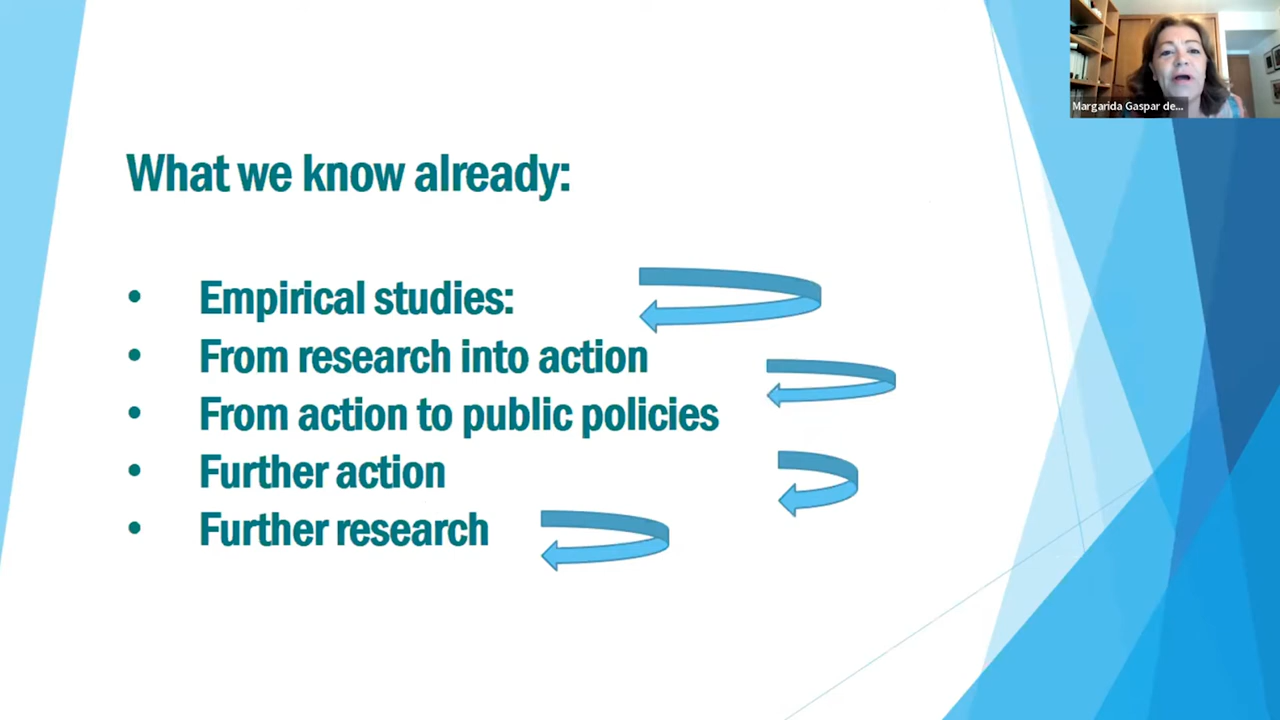 Margarida Gaspar de...
What we know already:
• Empirical studies:
• From research into action
• From action to public policies
• Further action
• Further research